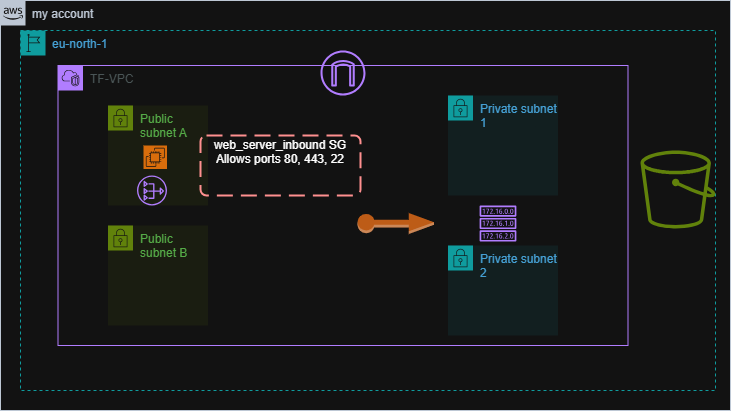 aws
my account
eu-north-1
TF-VPC
Public
subnet A
web_server_inbound SG
Allows ports 80, 443, 22
Private subnet
1
172.16.0.0
172.16.1.0
172.16.2.0
Public
subnet B
Private subnet
2